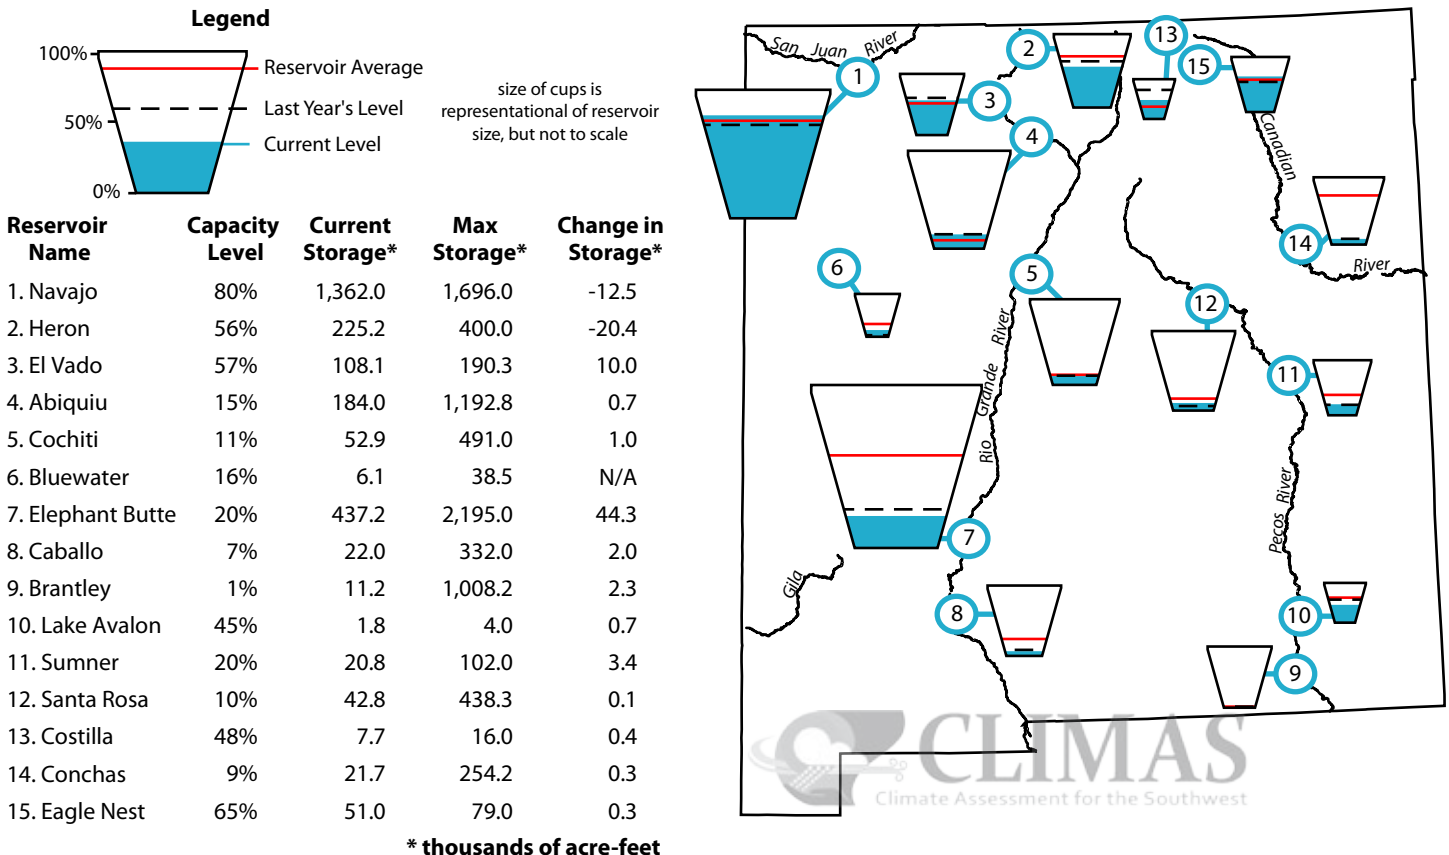 Legend
100%
50%
0%
Reservoir Average
Last Year's Level
Current Level
size of cups is
representational of reservoir
size, but not to scale
Reservoir Name Capacity Level Current Storage* Max Storage* Change in Storage*
1. Navajo 80% 1,362.0 1,696.0 -12.5
2. Heron 56% 225.2 400.0 -20.4
3. El Vado 57% 108.1 190.3 10.0
4. Abiquiu 15% 184.0 1,192.8 0.7
5. Cochiti 11% 52.9 491.0 1.0
6. Bluewater 16% 6.1 38.5 N/A
7. Elephant Butte 20% 437.2 2,195.0 44.3
8. Caballo 7% 22.0 332.0 2.0
9. Brantley 1% 11.2 1,008.2 2.3
10. Lake Avalon 45% 1.8 4.0 0.7
11. Sumner 20% 20.8 102.0 3.4
12. Santa Rosa 10% 42.8 438.3 0.1
13. Costilla 48% 7.7 16.0 0.4
14. Conchas 9% 21.7 254.2 0.3
15. Eagle Nest 65% 51.0 79.0 0.3
* thousands of acre-feet
San Juan River
1
2
13
15
3
4
Canadian River
14
6
5
12
Rio Grande River
11
Pecos River
7
Gila
8
10
9
CLIMAS
Climate Assessment for the Southwest